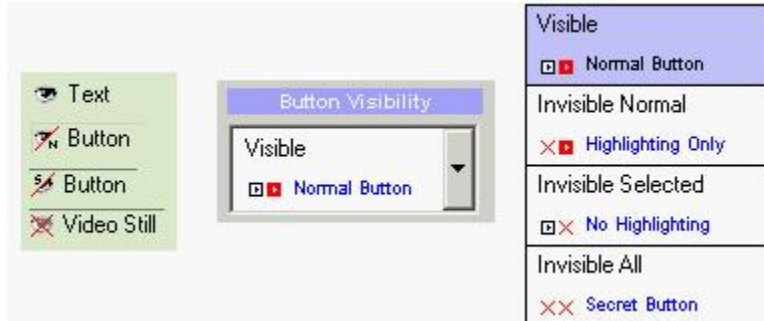 Text
Button
Button
Video Still
Button Visibility
Visible
Normal Button
Visible
Normal Button
Invisible Normal
Highlighting Only
Invisible Selected
No Highlighting
Invisible All
Secret Button